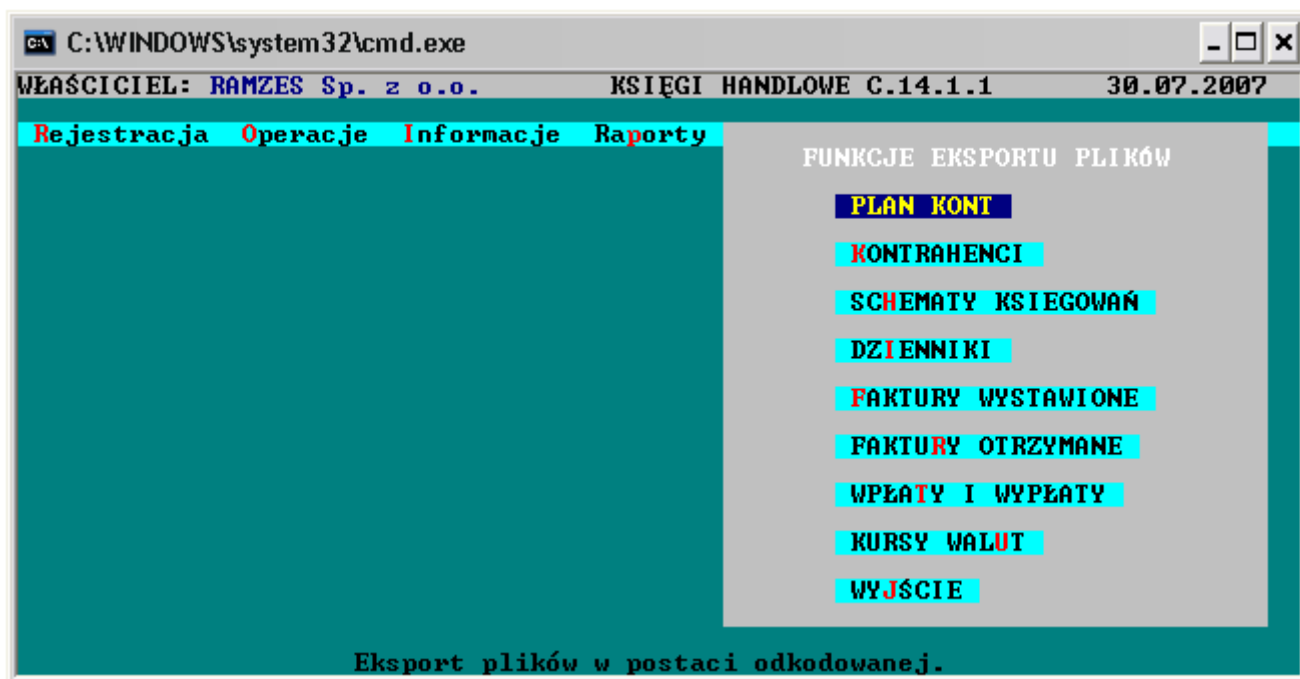 C:\WINDOWS\system32\cmd.exe
WŁAŚCICIEL: RAMZES Sp. z o.o. KSIĘGI HANDLOWE C.14.1.1 30.07.2007
Rejestracja Operacje Informacje Raporty
FUNKCJE EKSPORTU PLIKÓW
PLAN KONT
KONTRAHENCI
SCHEMATY KSIEGOWAŃ
DZIENNIKI
FAKTURY WYSTAWIONE
FAKTURY OTRZYMANE
WPŁATY I WYPŁATY
KURSY WALUT
WYJŚCIE
Eksport plików w postaci odkodowanej.